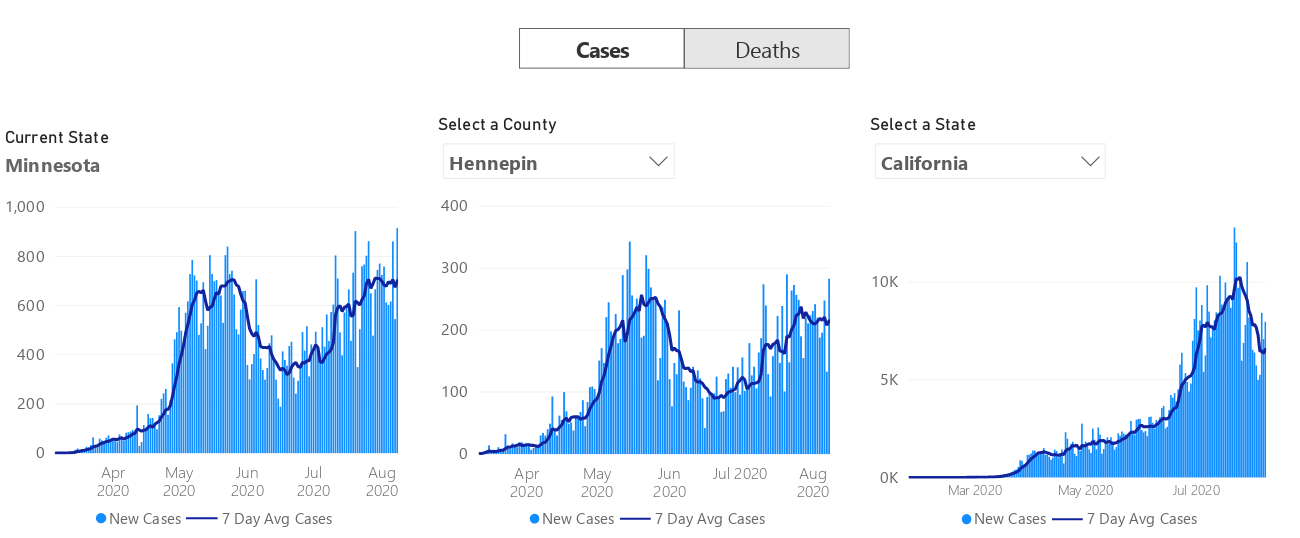 Cases
Deaths
Current State
Minnesota
1,000
800
600
400
200
0
Apr 2020
May 2020
Jun 2020
Jul 2020
Aug 2020
New Cases
7 Day Avg Cases
Select a County
Hennepin
400
300
200
100
0
Apr 2020
May 2020
Jun 2020
Jul 2020
Aug 2020
New Cases
7 Day Avg Cases
Select a State
California
10K
5K
0K
Mar 2020
May 2020
Jul 2020
New Cases
7 Day Avg Cases